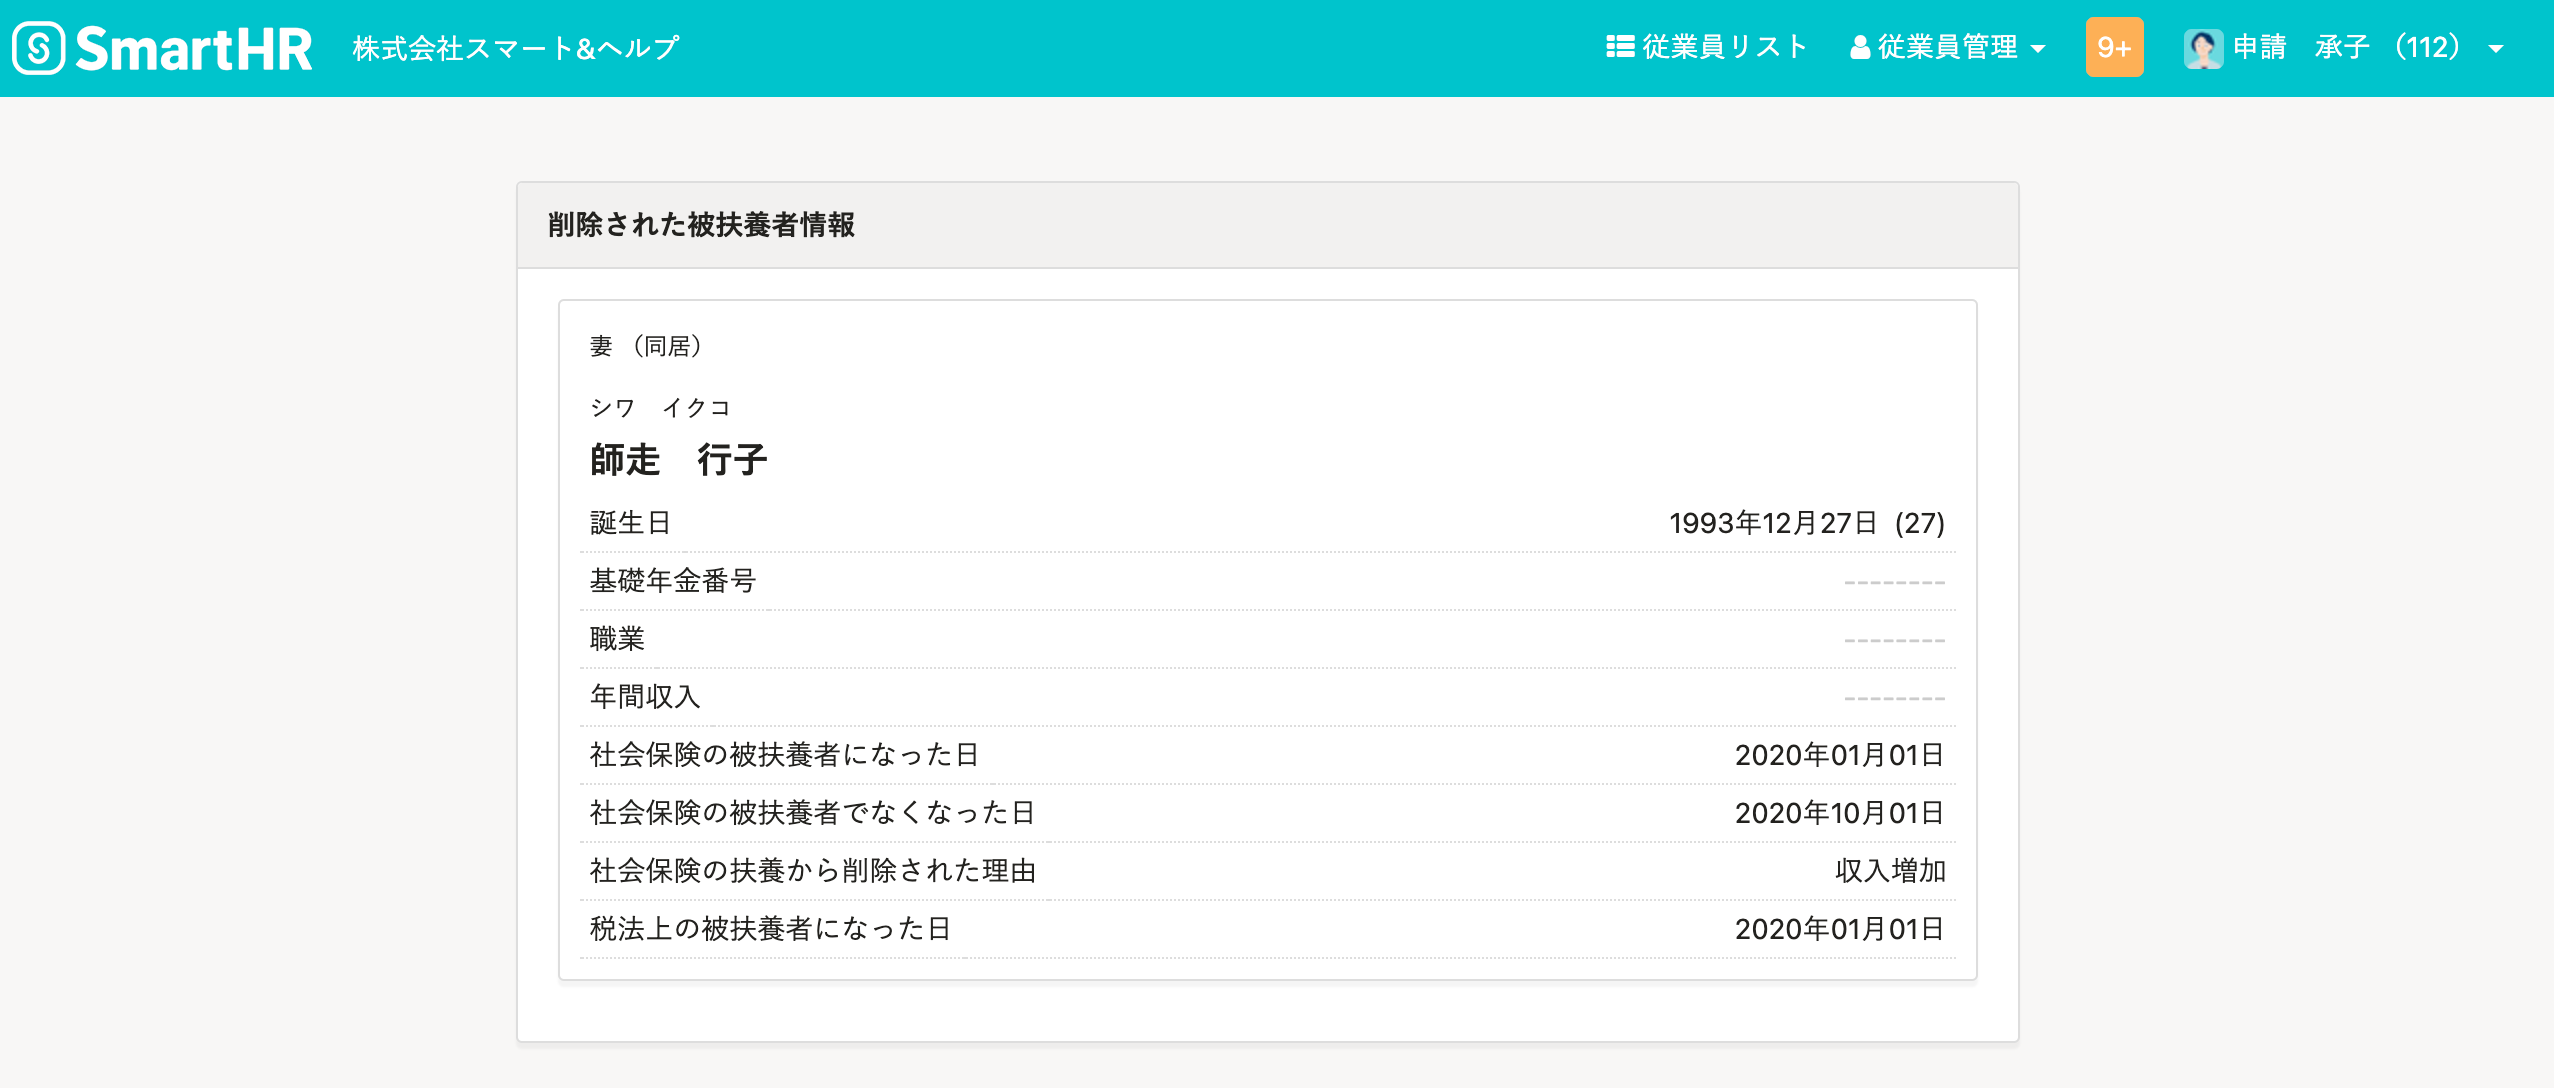 SmartHR 株式会社スマート&ヘルプ 従業員リスト 従業員管理 9+ 申請　承子 （112）
削除された被扶養者情報
妻 （同居）
シワ　イクコ
師走　行子
誕生日 1993年12月27日 (27)
基礎年金番号 --------
職業 --------
年間収入 --------
社会保険の被扶養者になった日 2020年01月01日
社会保険の被扶養者でなくなった日 2020年10月01日
社会保険の扶養から削除された理由 収入増加
税法上の被扶養者になった日 2020年01月01日